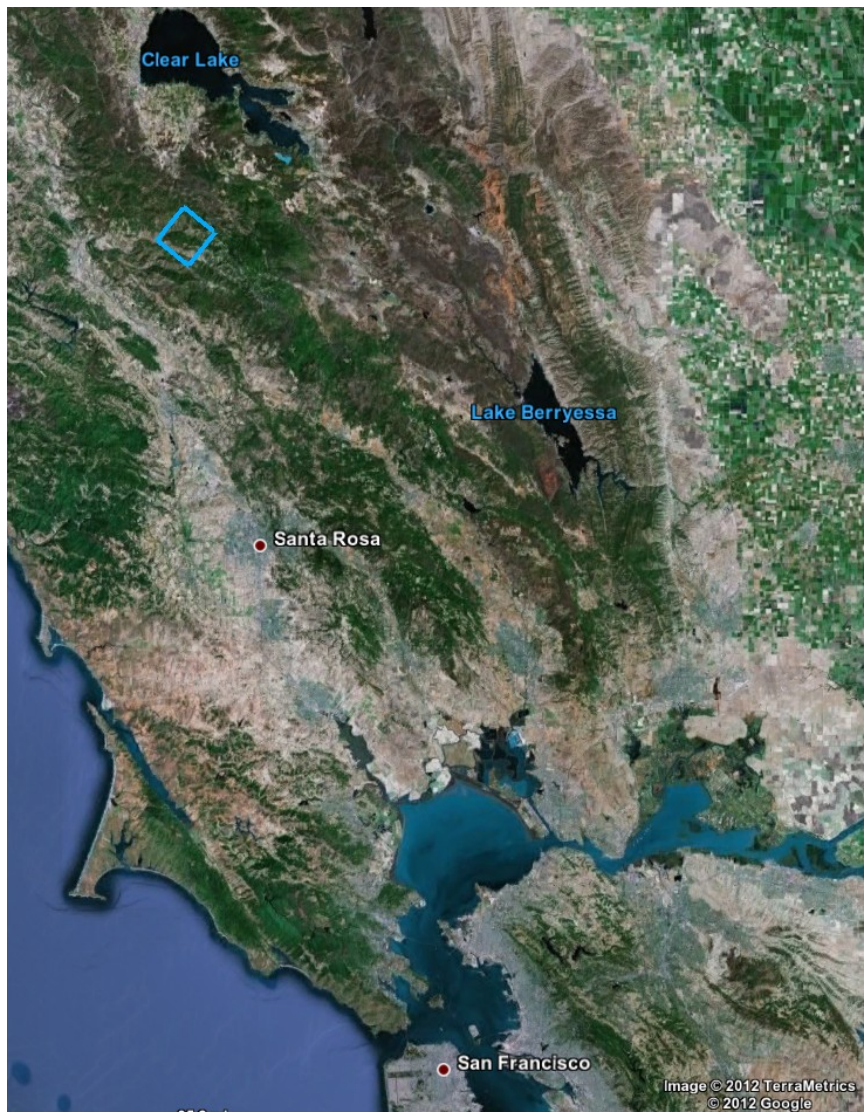 Clear Lake
Lake Berryessa
Santa Rosa
San Francisco
Image © 2012 TerraMetrics
© 2012 Google